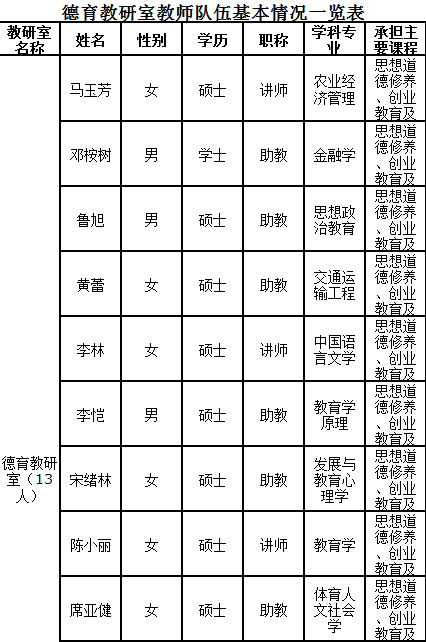 德育教研室教师队伍基本情况一览表
教研室名称 姓名 性别 学历 职称 学科专业 承担主要课程
德育教研室（13人）
马玉芳 女 硕士 讲师 农业经济管理 思想道德修养、创业教育及
邓桉树 男 学士 助教 金融学 思想道德修养、创业教育及
鲁旭 男 硕士 助教 思想政治教育 思想道德修养、创业教育及
黄蕾 女 硕士 助教 交通运输工程 思想道德修养、创业教育及
李林 女 硕士 讲师 中国语言文学 思想道德修养、创业教育及
李恺 男 硕士 助教 教育学原理 思想道德修养、创业教育及
宋绪林 女 硕士 助教 发展与教育心理学 思想道德修养、创业教育及
陈小丽 女 硕士 讲师 教育学 思想道德修养、创业教育及
席亚健 女 硕士 助教 体育人文社会学 思想道德修养、创业教育及